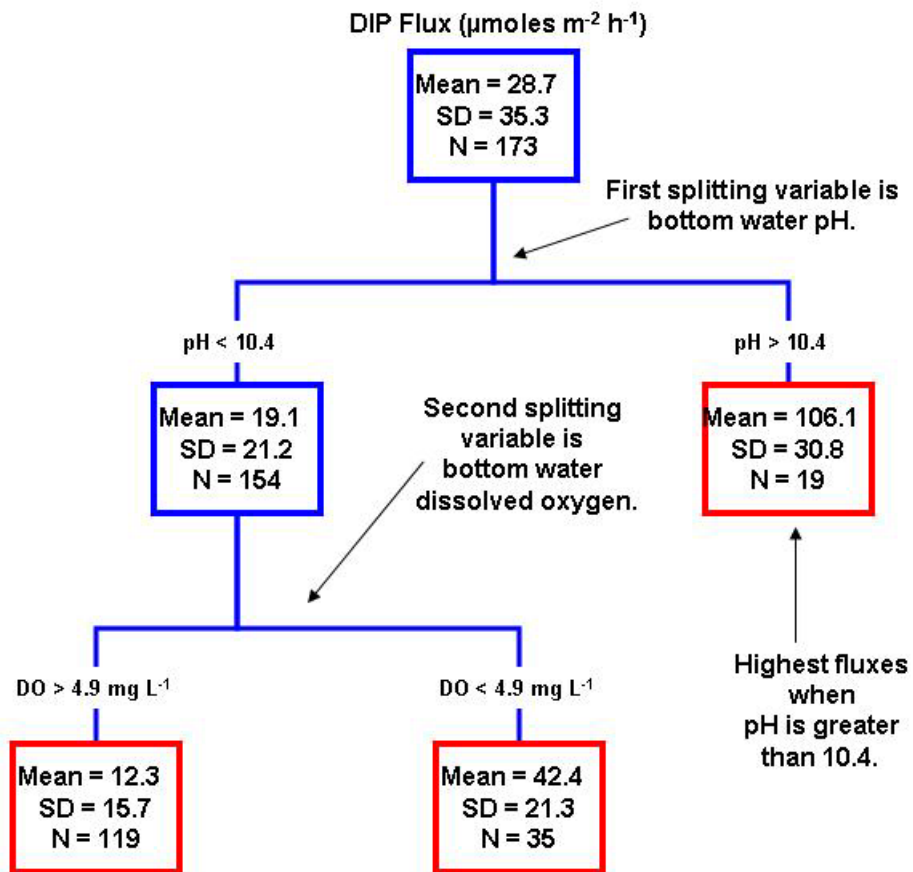 DIP Flux (µmoles m⁻² h⁻¹)
Mean = 28.7
SD = 35.3
N = 173
First splitting variable is
bottom water pH.
pH < 10.4
pH > 10.4
Mean = 19.1
SD = 21.2
N = 154
Second splitting
variable is
bottom water
dissolved oxygen.
Mean = 106.1
SD = 30.8
N = 19
DO > 4.9 mg L⁻¹
DO < 4.9 mg L⁻¹
Highest fluxes
when
pH is greater
than 10.4.
Mean = 12.3
SD = 15.7
N = 119
Mean = 42.4
SD = 21.3
N = 35